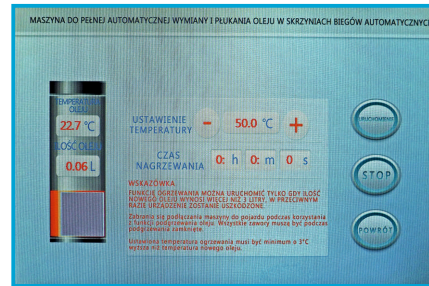 MASZYNA DO PEŁNEJ AUTOMATYCZNEJ WYMIANY I PŁUKANIA OLEJU W SKRZYNIACH BIEGÓW AUTOMATYCZNYCH
TEMPERATURA
OLEJU
22.7 °C
ILOŚĆ OLEJU
0.06 L
USTAWIENIE
TEMPERATURY
- 50.0 °C +
CZAS
NAGRZEWANIA
0: h 0: m 0 s
WSKAZÓWKA:
FUNKCJE OGRZEWANIA MOŻNA URUCHOMIĆ TYLKO GDY ILOŚĆ
NOWEGO OLEJU WYNOSI WIĘCEJ NIŻ 3 LITRY, W PRZECIWNYM
RAZIE URZĄDZENIE ZOSTANIE USZKODZONE.
Zabrania się podłączania maszyny do pojazdu podczas korzystania
z funkcji podgrzewania oleju. Wszystkie zawory muszą być podczas
podgrzewania zamknięte.
Ustawiona temperatura ogrzewania musi być minimum o 3°C
wyższa niż temperatura nowego oleju.
URUCHOMIENIE
STOP
POWRÓT